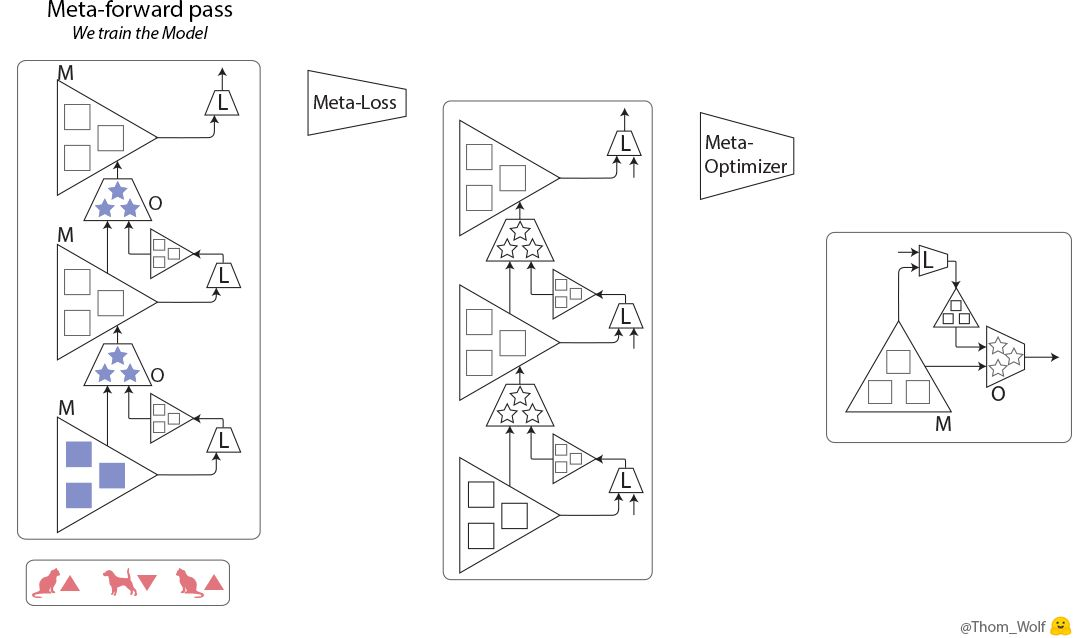 Meta-forward pass
We train the Model
M
L
O
M
L
O
M
L
Meta-Loss
L
L
L
Meta-
Optimizer
L
O
M
@Thom_Wolf